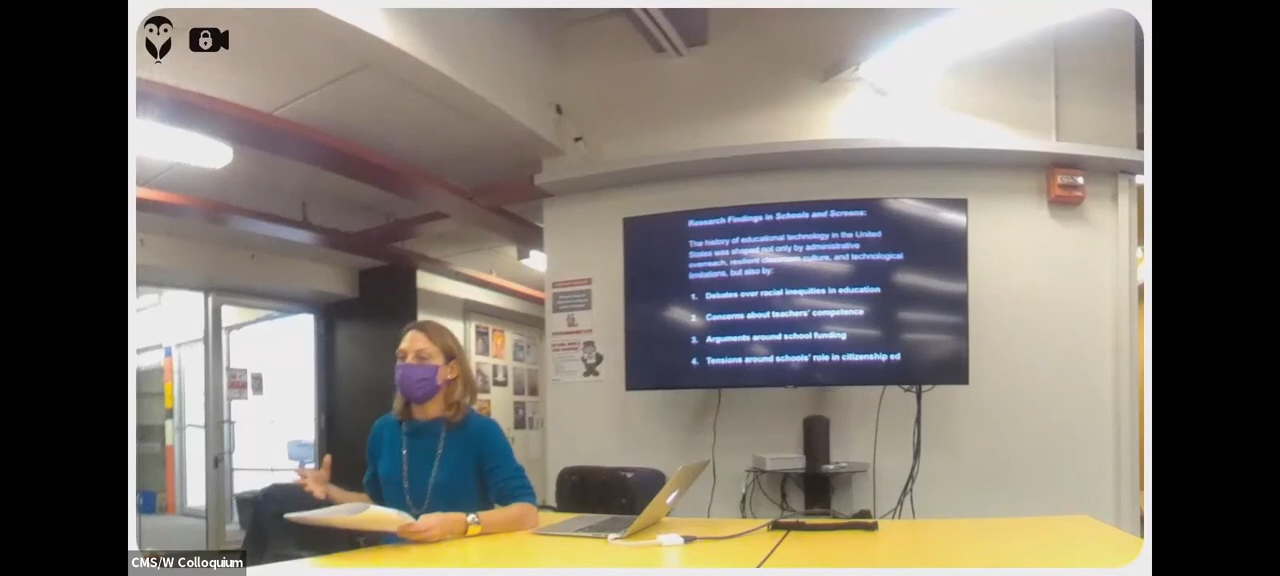 Research Findings in Schools and Screens:
The history of educational technology in the United
States was shaped not only by administrative
overreach, resilient classroom culture, and technological
limitations, but also by:
1. Debates over racial inequities in education
2. Concerns about teachers' competence
3. Arguments around school funding
4. Tensions around schools' role in citizenship ed
CMS/W Colloquium